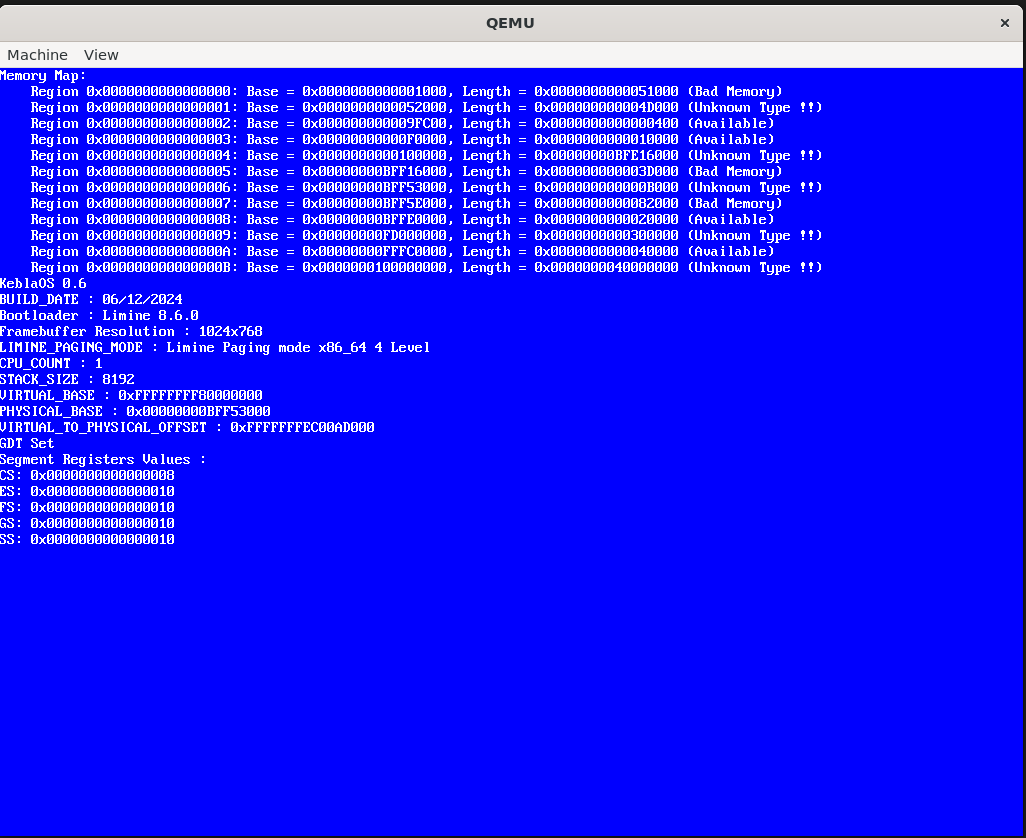 QEMU
Machine View
Memory Map:
Region 0x0000000000000000: Base = 0x0000000000001000, Length = 0x0000000000051000 (Bad Memory)
Region 0x0000000000000001: Base = 0x0000000000052000, Length = 0x000000000004D000 (Unknown Type !!)
Region 0x0000000000000002: Base = 0x000000000009FC00, Length = 0x0000000000000400 (Available)
Region 0x0000000000000003: Base = 0x00000000000F0000, Length = 0x0000000000010000 (Available)
Region 0x0000000000000004: Base = 0x0000000000100000, Length = 0x00000000BFE16000 (Unknown Type !!)
Region 0x0000000000000005: Base = 0x00000000BFF16000, Length = 0x000000000003D000 (Bad Memory)
Region 0x0000000000000006: Base = 0x00000000BFF53000, Length = 0x000000000000B000 (Unknown Type !!)
Region 0x0000000000000007: Base = 0x00000000BFF5E000, Length = 0x0000000000082000 (Bad Memory)
Region 0x0000000000000008: Base = 0x00000000BFFE0000, Length = 0x0000000000020000 (Available)
Region 0x0000000000000009: Base = 0x00000000FD000000, Length = 0x0000000000300000 (Unknown Type !!)
Region 0x000000000000000A: Base = 0x00000000FFFC0000, Length = 0x0000000000040000 (Available)
Region 0x000000000000000B: Base = 0x0000000100000000, Length = 0x0000000040000000 (Unknown Type !!)
KeblaOS 0.6
BUILD_DATE : 06/12/2024
Bootloader : Limine 8.6.0
Framebuffer Resolution : 1024x768
LIMINE_PAGING_MODE : Limine Paging mode x86_64 4 Level
CPU_COUNT : 1
STACK_SIZE : 8192
VIRTUAL_BASE : 0xFFFFFFFF80000000
PHYSICAL_BASE : 0x00000000BFF53000
VIRTUAL_TO_PHYSICAL_OFFSET : 0xFFFFFFFEC00AD000
GDT Set
Segment Registers Values :
CS: 0x0000000000000008
ES: 0x0000000000000010
FS: 0x0000000000000010
GS: 0x0000000000000010
SS: 0x0000000000000010